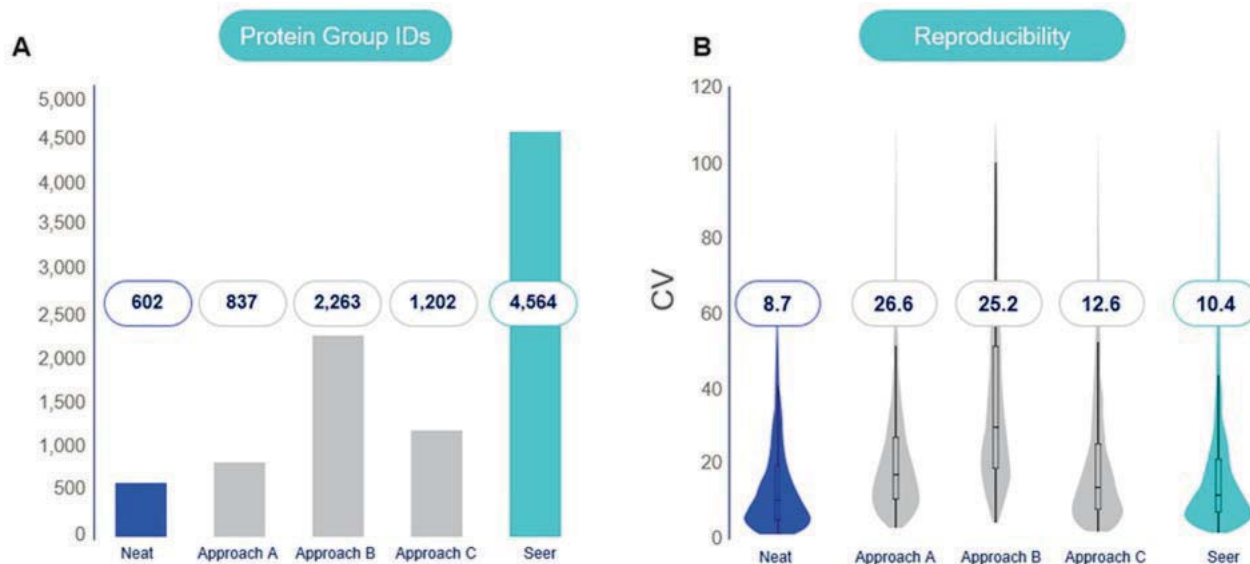 A
Protein Group IDs
5,000
4,500
4,000
3,500
3,000
2,500
2,000
1,500
1,000
500
0
602
837
2,263
1,202
4,564
Neat
Approach A
Approach B
Approach C
Seer
B
Reproducibility
CV
120
100
80
60
40
20
0
8.7
26.6
25.2
12.6
10.4
Neat
Approach A
Approach B
Approach C
Seer